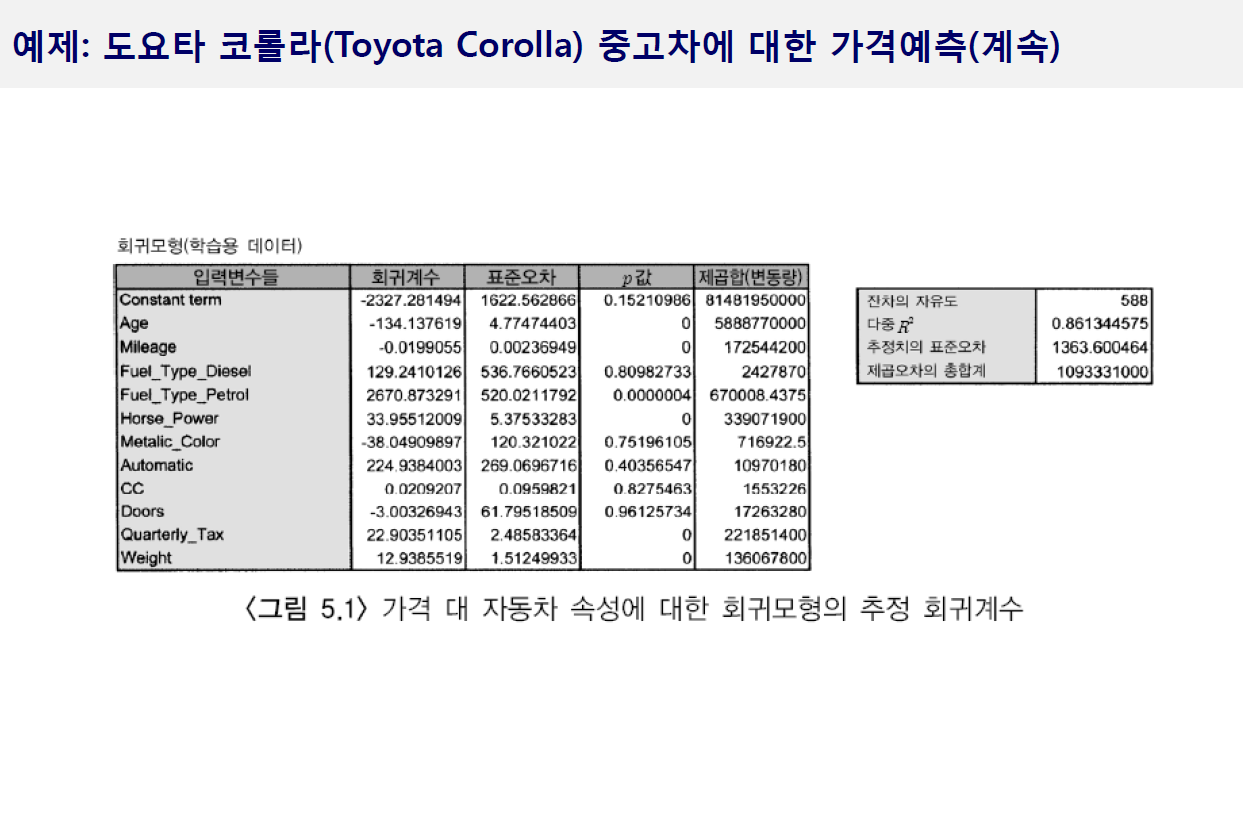 예제: 도요타 코롤라(Toyota Corolla) 중고차에 대한 가격예측(계속)
회귀모형(학습용 데이터)
입력변수들 회귀계수 표준오차 p값 제곱합(변동량)
Constant term -2327.281494 1622.562866 0.15210986 81481950000
Age -134.137619 4.77474403 0 5888770000
Mileage -0.0199055 0.00236949 0 172544200
Fuel_Type_Diesel 129.2410126 536.7660523 0.80982733 2427870
Fuel_Type_Petrol 2670.873291 520.0211792 0.0000004 670008.4375
Horse_Power 33.95512009 5.37533283 0 339071900
Metalic_Color -38.04909897 120.321022 0.75196105 716922.5
Automatic 224.9384003 269.0696716 0.40356547 10970180
CC 0.0209207 0.0959821 0.8275463 1553226
Doors -3.00326943 61.79518509 0.96125734 17263280
Quarterly_Tax 22.90351105 2.48583364 0 221851400
Weight 12.9385519 1.51249933 0 136067800
잔차의 자유도 588
다중 R² 0.861344575
추정치의 표준오차 1363.600464
제곱오차의 총합계 1093331000
<그림 5.1> 가격 대 자동차 속성에 대한 회귀모형의 추정 회귀계수